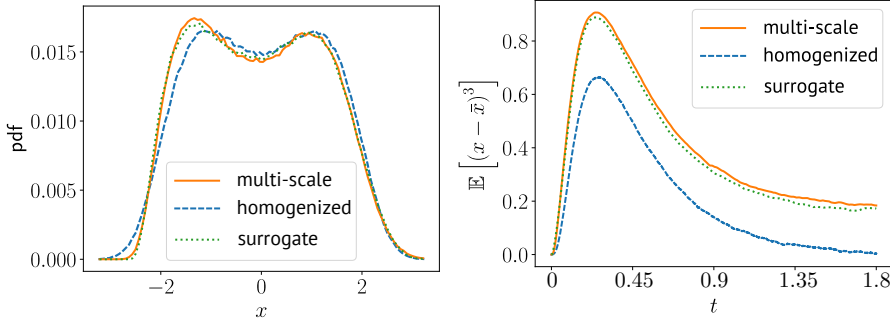 pdf
0.015
0.010
0.005
0.000
−2
0
2
x
multi-scale
homogenized
surrogate
𝔼 [(x − x̄)³]
0.8
0.6
0.4
0.2
0.0
0
0.45
0.9
1.35
1.8
t
multi-scale
homogenized
surrogate